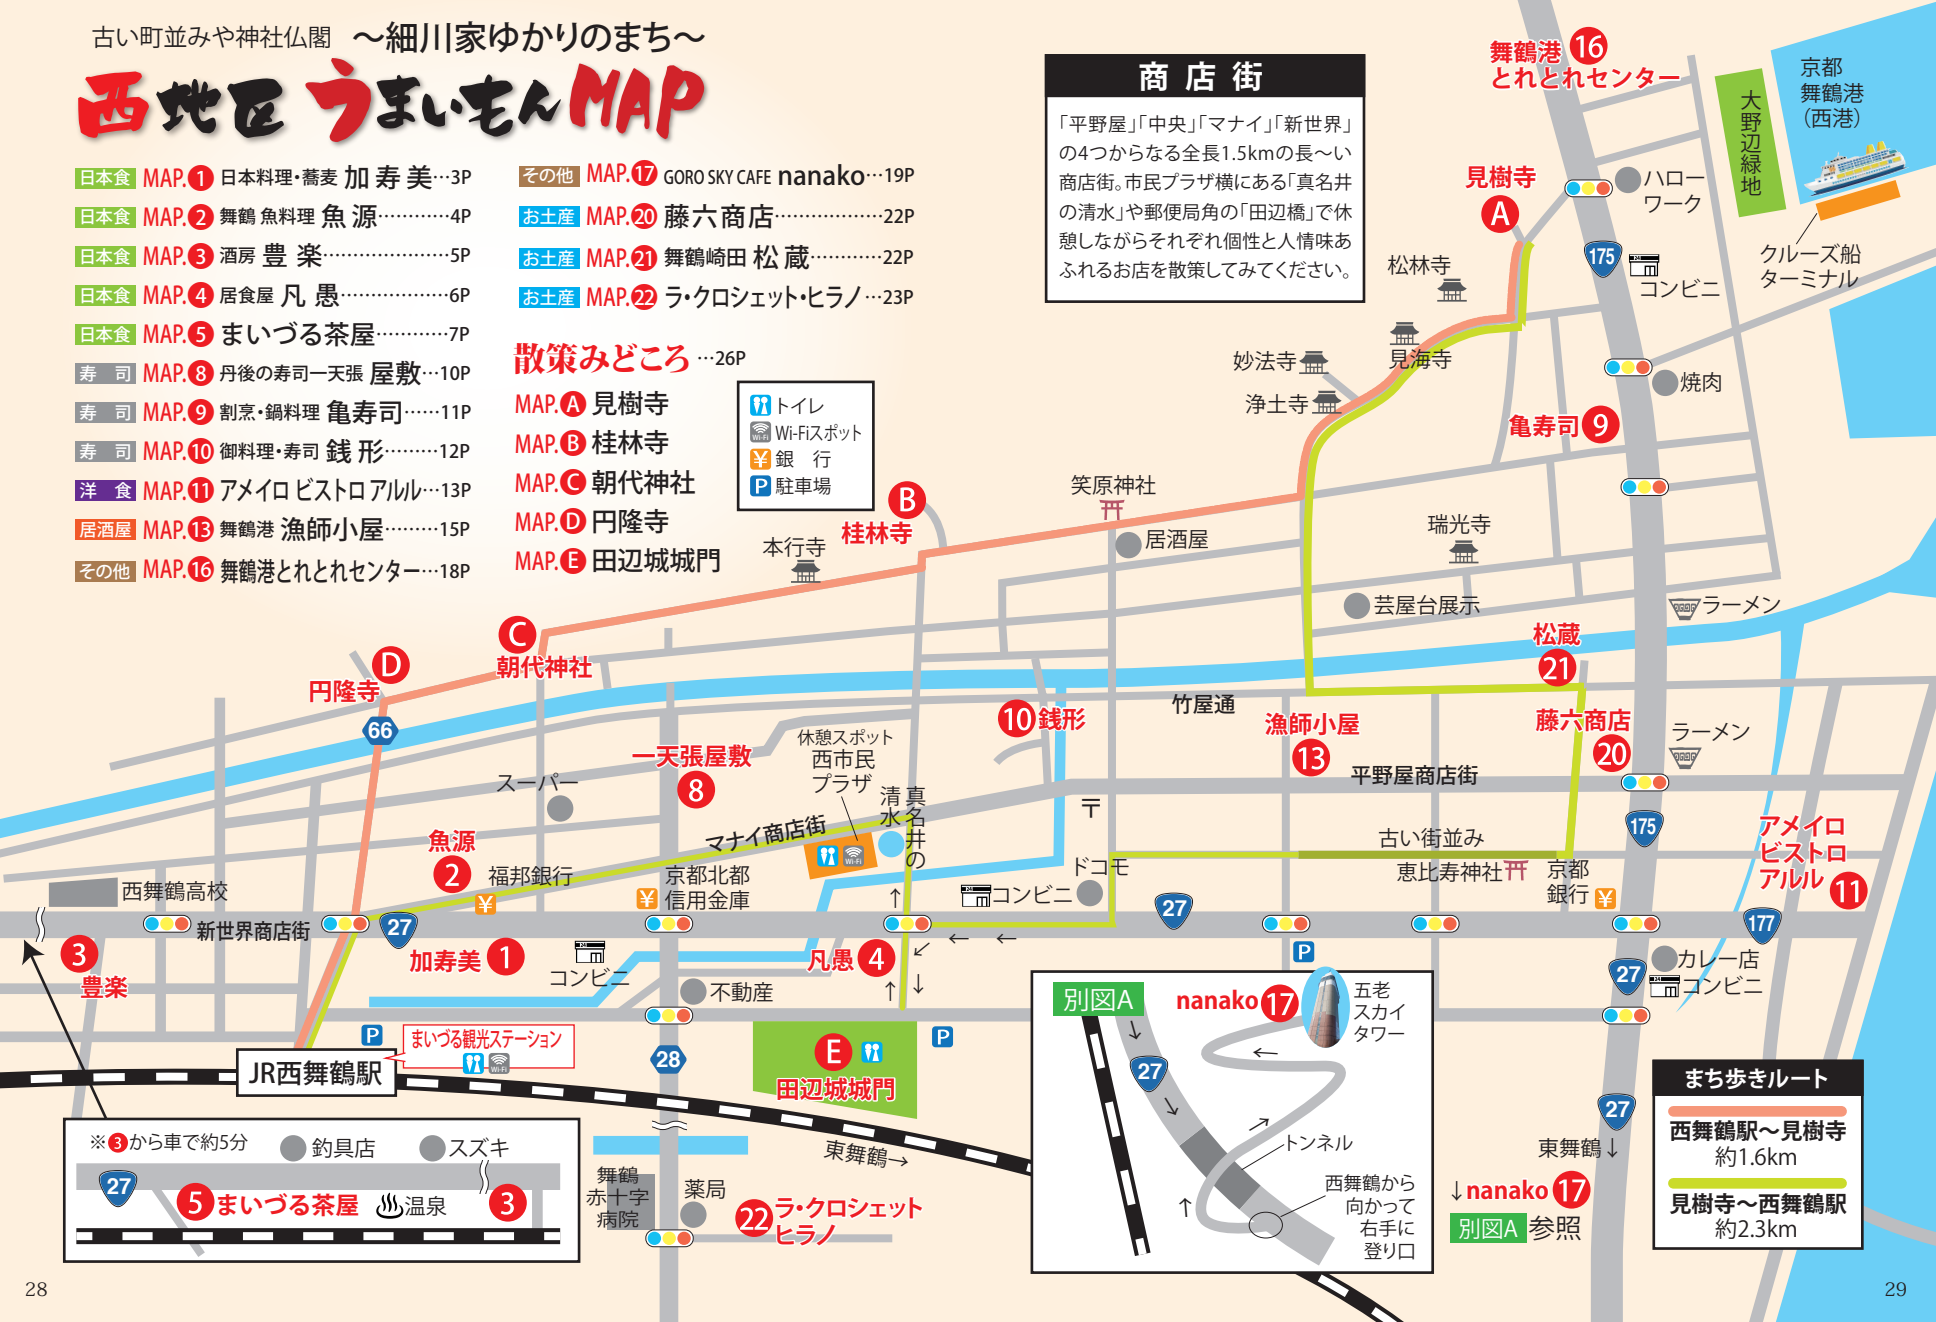 古い町並みや神社仏閣 〜細川家ゆかりのまち〜
西地区 うまいもんMAP
日本食 MAP.1 日本料理・蕎麦 加寿美…3P
日本食 MAP.2 舞鶴 魚料理 魚源…………4P
日本食 MAP.3 酒房 豊楽…………………5P
日本食 MAP.4 居食屋 凡愚………………6P
日本食 MAP.5 まいづる茶屋…………7P
寿司 MAP.8 丹後の寿司一天張 屋敷…10P
寿司 MAP.9 割烹・鍋料理 亀寿司……11P
寿司 MAP.10 御料理・寿司 銭形………12P
洋食 MAP.11 アメイロ ビストロ アルル…13P
居酒屋 MAP.13 舞鶴港 漁師小屋………15P
その他 MAP.16 舞鶴港とれとれセンター…18P
その他 MAP.17 GORO SKY CAFE nanako…19P
お土産 MAP.20 藤六商店………………22P
お土産 MAP.21 舞鶴崎田 松蔵…………22P
お土産 MAP.22 ラ・クロシェット・ヒラノ…23P
散策みどころ …26P
MAP.A 見樹寺
MAP.B 桂林寺
MAP.C 朝代神社
MAP.D 円隆寺
MAP.E 田辺城城門
トイレ
Wi-Fi Wi-Fiスポット
¥ 銀行
P 駐車場
商店街
「平野屋」「中央」「マナイ」「新世界」
の4つからなる全長1.5kmの長〜い
商店街。市民プラザ横にある「真名井
の清水」や郵便局角の「田辺橋」で休
憩しながらそれぞれ個性と人情味あ
ふれるお店を散策してみてください。
舞鶴港 16
とれとれセンター
大野辺緑地
京都
舞鶴港
(西港)
クルーズ船
ターミナル
見樹寺
A
ハロー
ワーク
175
コンビニ
松林寺
見海寺
妙法寺
浄土寺
焼肉
亀寿司 9
笑原神社
居酒屋
瑞光寺
芸屋台展示
ラーメン
B
桂林寺
本行寺
C
朝代神社
D
円隆寺
66
松蔵
21
竹屋通
10 銭形
漁師小屋
13
藤六商店
20
ラーメン
平野屋商店街
一天張屋敷
8
休憩スポット
西市民
プラザ
Wi-Fi
真名井の
清水
スーパー
マナイ商店街
〒
175
アメイロ
ビストロ
アルル 11
古い街並み
恵比寿神社
京都
銀行 ¥
ドコモ
コンビニ
魚源
2
福邦銀行
¥
京都北都
信用金庫
¥
西舞鶴高校
新世界商店街
27
27
177
3
豊楽
加寿美 1
コンビニ
不動産
凡愚 4
← ←
↑
↙
↑ ↓
P
カレー店
27
コンビニ
P
まいづる観光ステーション
Wi-Fi
JR西舞鶴駅
28
E
田辺城城門
P
東舞鶴→
別図A
nanako 17
五老
スカイ
タワー
27
トンネル
西舞鶴から
向かって
右手に
登り口
27
東舞鶴↓
↓nanako 17
別図A 参照
まち歩きルート
西舞鶴駅〜見樹寺
約1.6km
見樹寺〜西舞鶴駅
約2.3km
※3から車で約5分
釣具店
スズキ
27
5 まいづる茶屋
温泉
3
舞鶴
赤十字
病院
薬局
22 ラ・クロシェット
ヒラノ
28
29